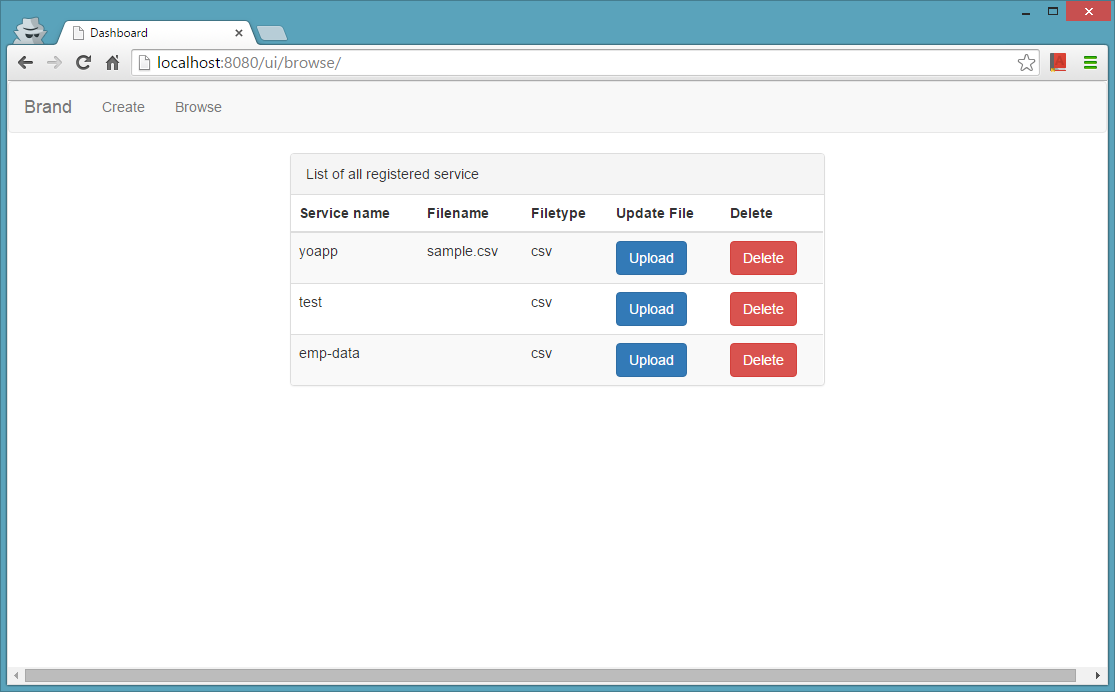 Dashboard
localhost:8080/ui/browse/
Brand Create Browse
List of all registered service
Service name Filename Filetype Update File Delete
yoapp sample.csv csv Upload Delete
test csv Upload Delete
emp-data csv Upload Delete